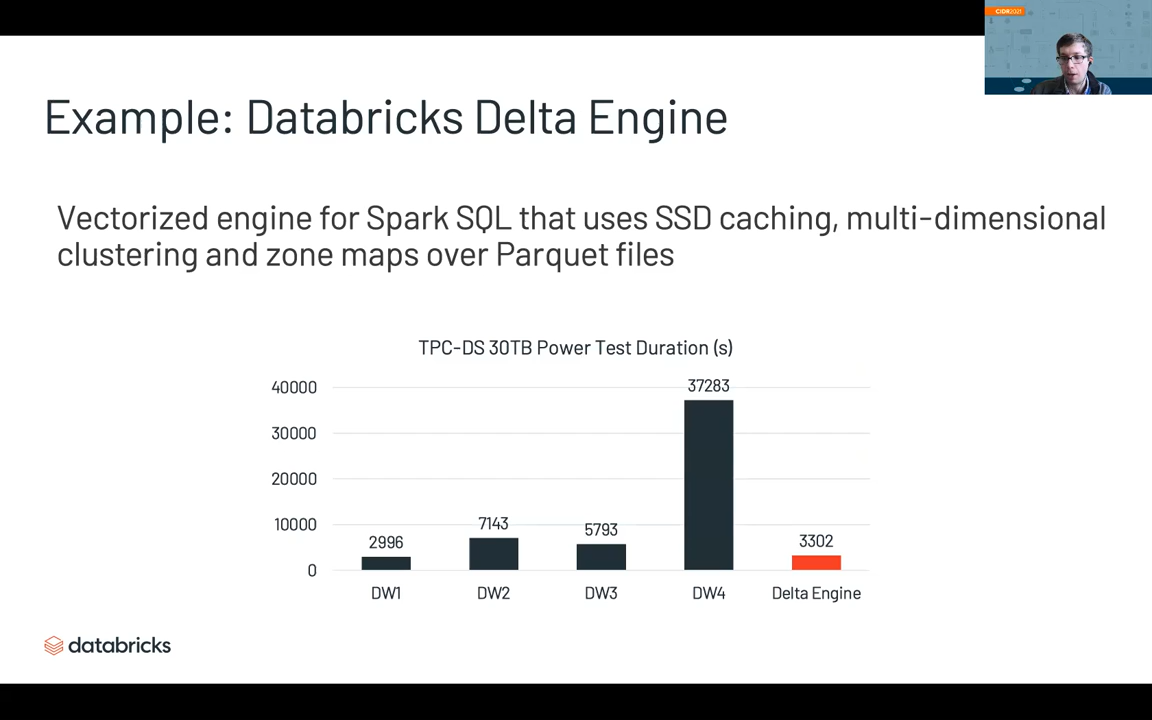 CIDR2021
Example: Databricks Delta Engine
Vectorized engine for Spark SQL that uses SSD caching, multi-dimensional
clustering and zone maps over Parquet files
TPC-DS 30TB Power Test Duration (s)
40000
30000
20000
10000
0
2996
7143
5793
37283
3302
DW1
DW2
DW3
DW4
Delta Engine
databricks